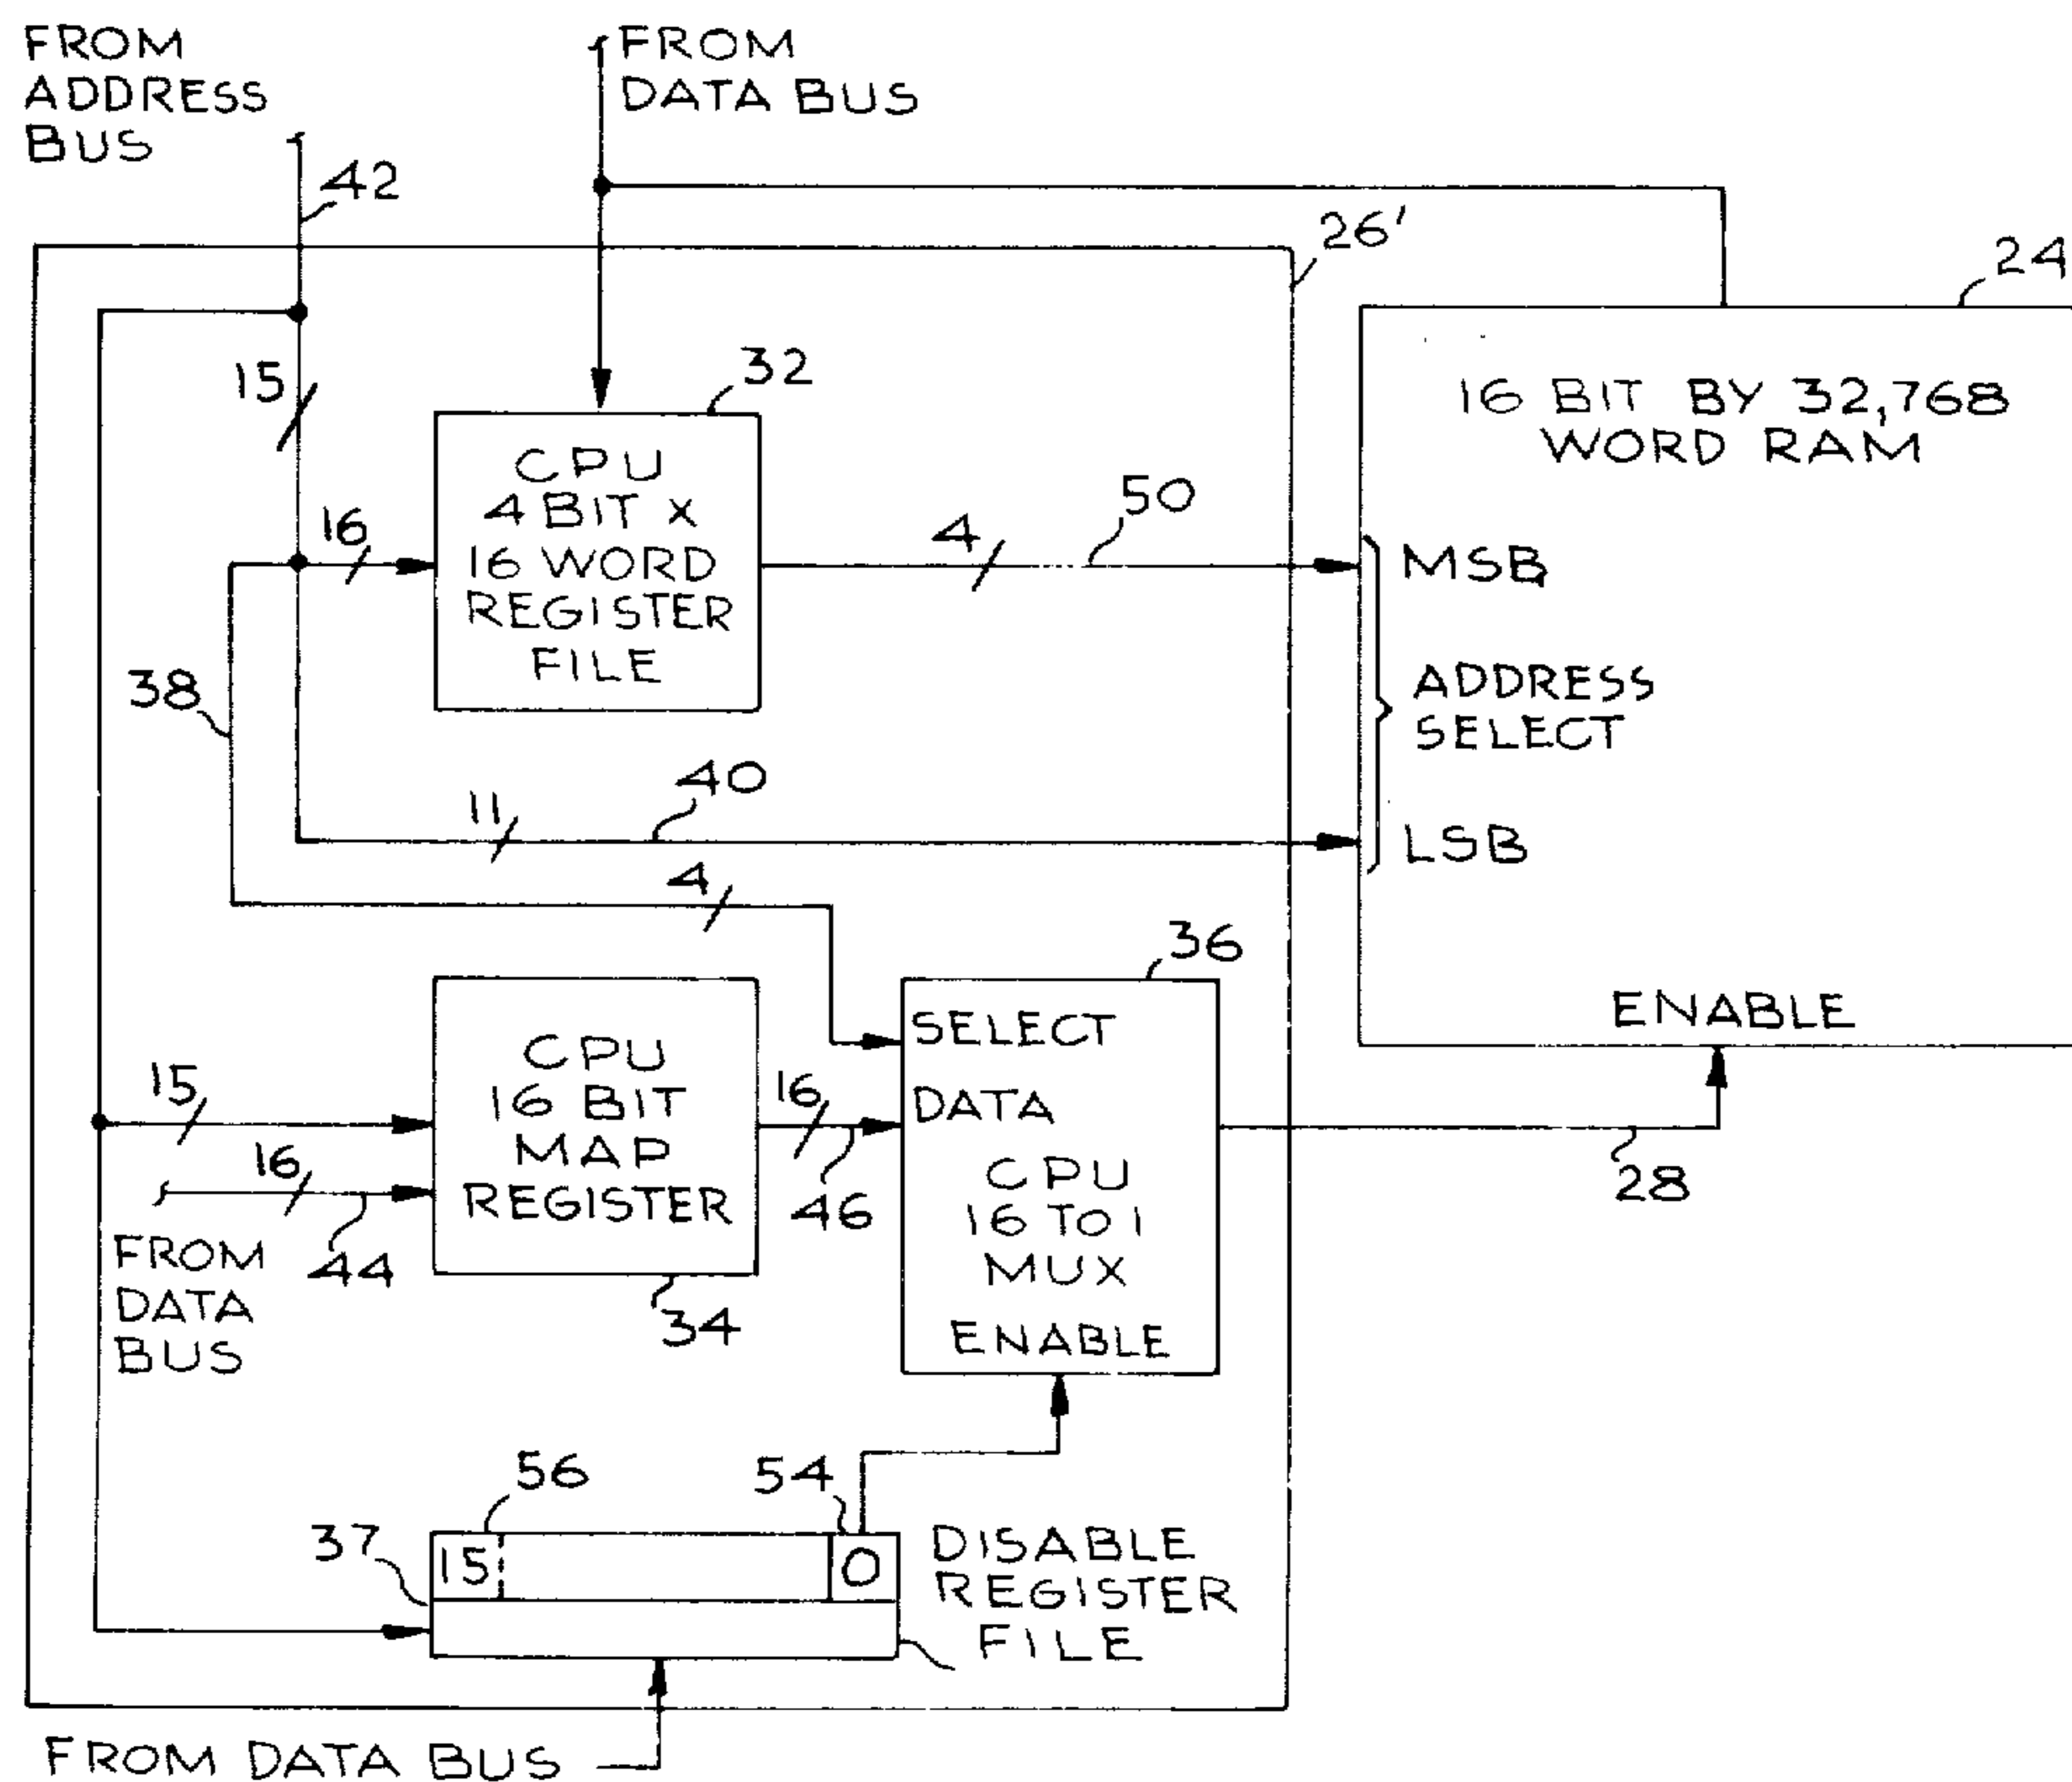 FROM
ADDRESS
BUS
FROM
DATA BUS
42
26'
24
15
32
16 BIT BY 32,768
WORD RAM
CPU
4 BIT X
16 WORD
REGISTER
FILE
16
4
50
MSB
38
ADDRESS
SELECT
11
40
LSB
4
36
SELECT
DATA
CPU
16 TO 1
MUX
ENABLE
ENABLE
CPU
16 BIT
MAP
REGISTER
15
16
44
16
46
28
34
FROM
DATA
BUS
56
54
37
15
0
DISABLE
REGISTER
FILE
FROM DATA BUS